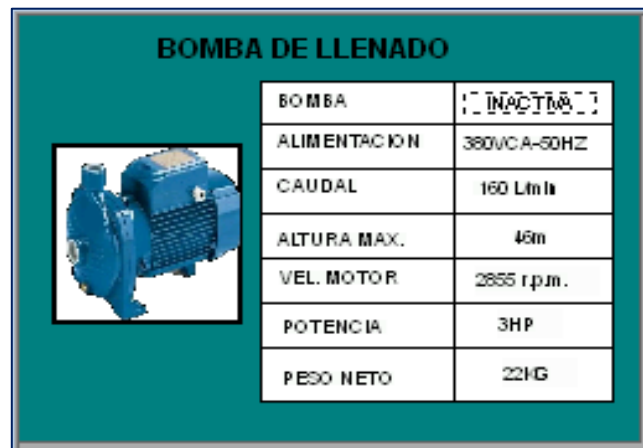 BOMBA DE LLENADO
BOMBA INACTIVA
ALIMENTACION 380VCA-50HZ
CAUDAL 160 L/min
ALTURA MAX. 46m
VEL. MOTOR 2855 r.p.m.
POTENCIA 3HP
PESO NETO 22KG